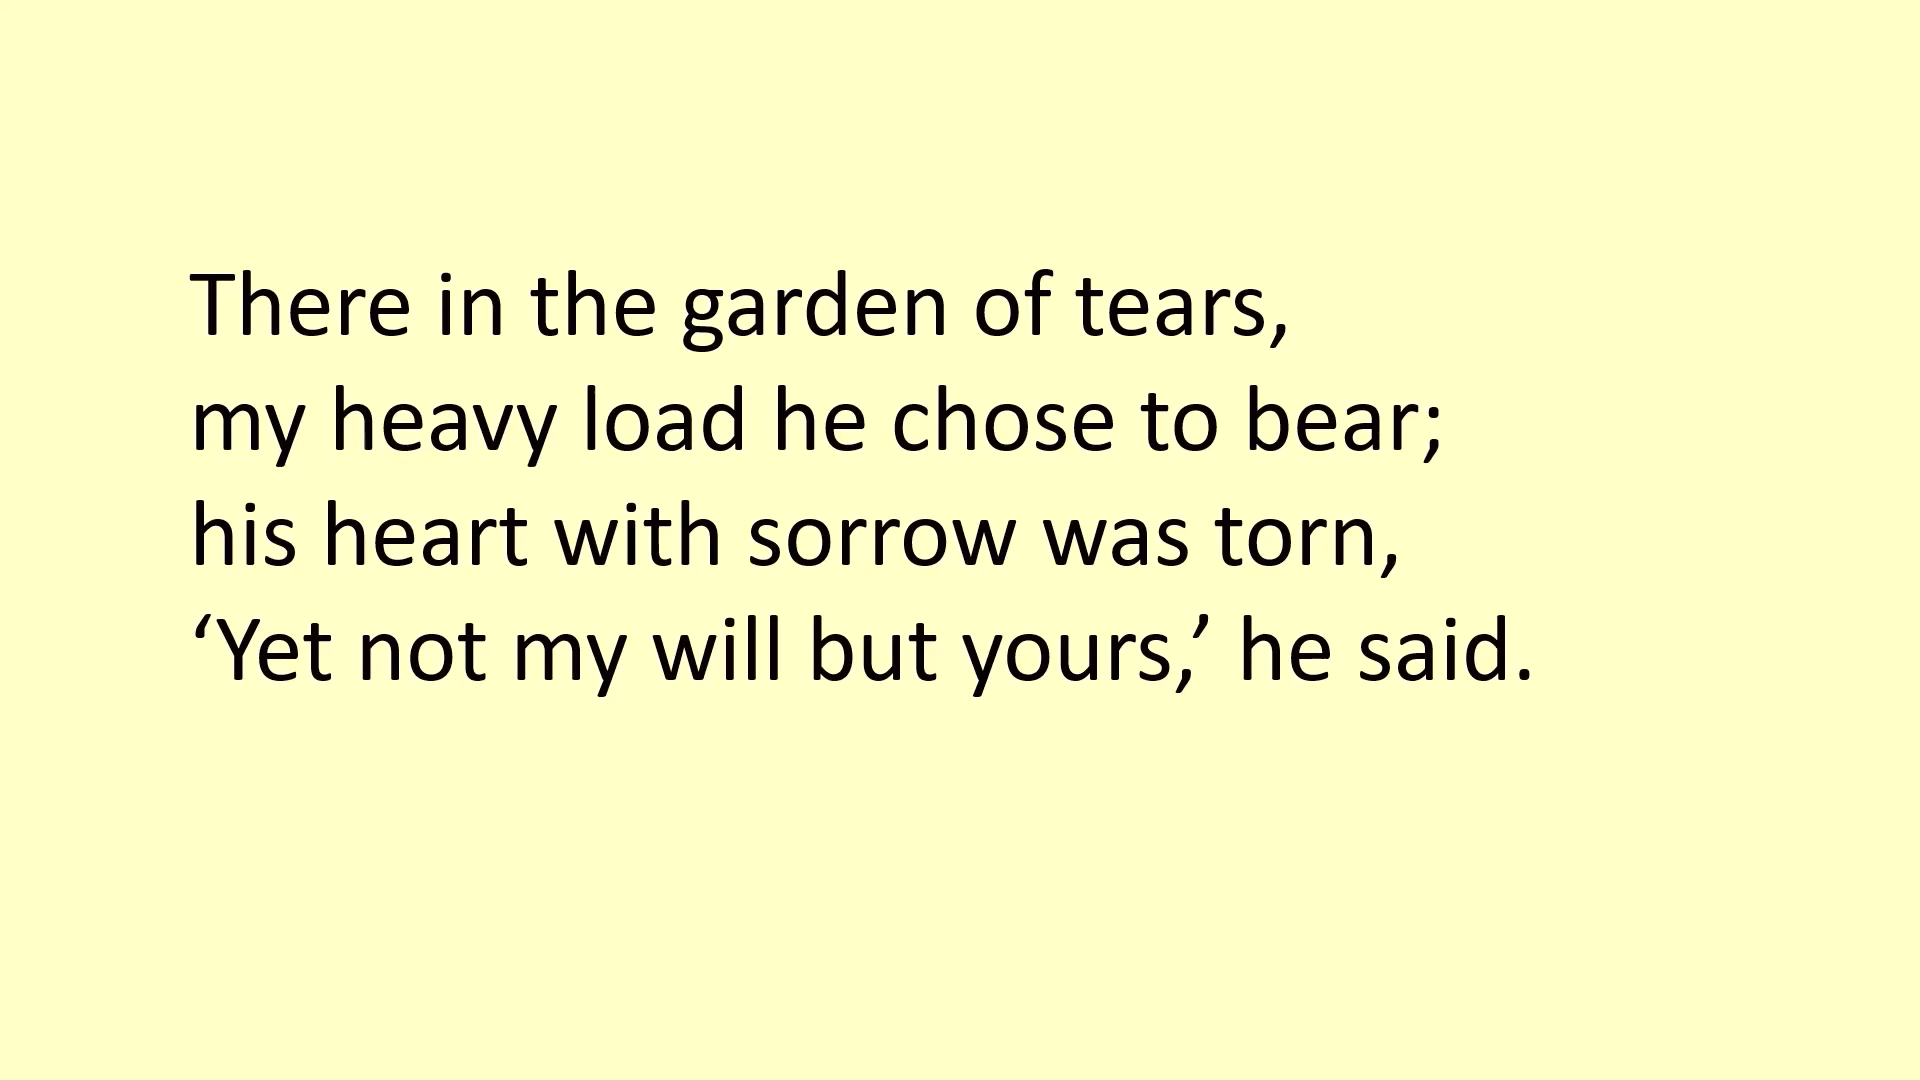 There in the garden of tears,
my heavy load he chose to bear;
his heart with sorrow was torn,
‘Yet not my will but yours,’ he said.